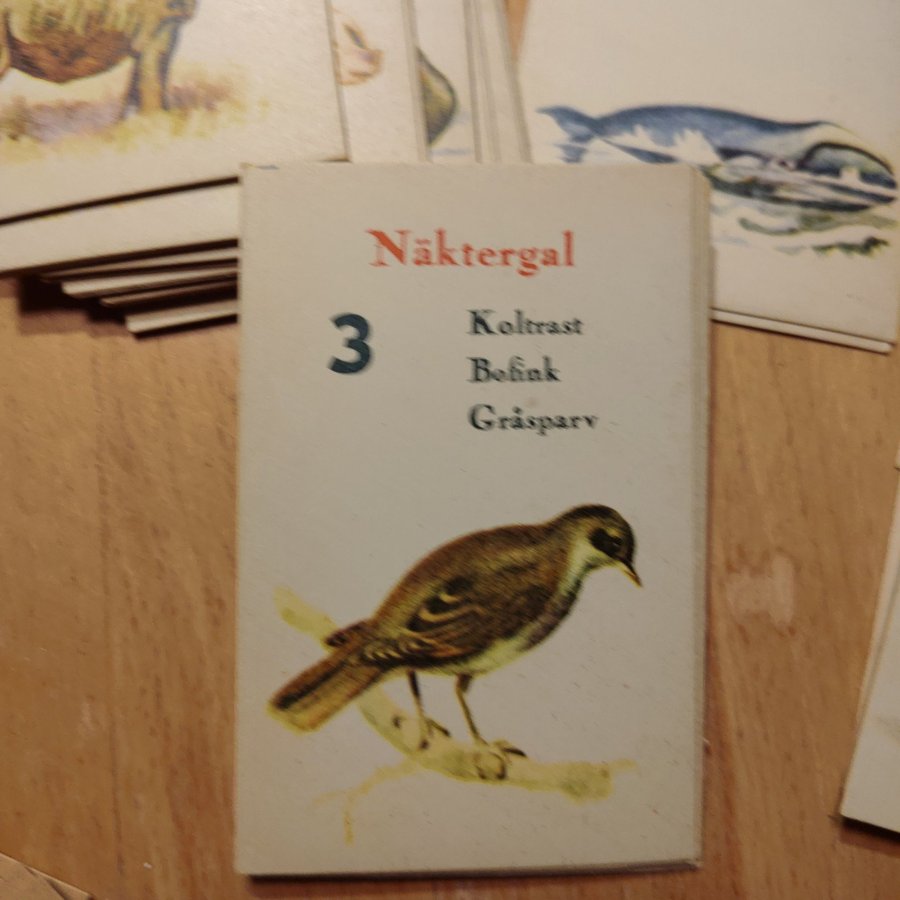 Näktergal
3
Koltrast
Bofink
Gråsparv